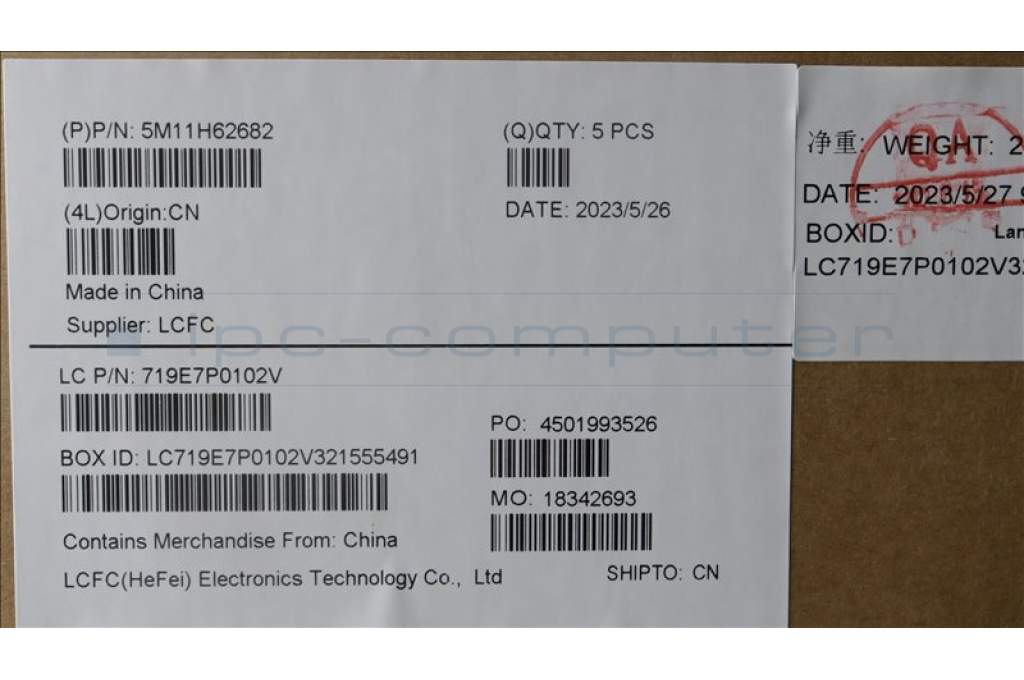 (P)P/N: 5M11H62682
(Q)QTY: 5 PCS
(4L)Origin:CN
DATE: 2023/5/26
Made in China
Supplier: LCFC
LC P/N: 719E7P0102V
PO: 4501993526
BOX ID: LC719E7P0102V321555491
MO: 18342693
Contains Merchandise From: China
LCFC(HeFei) Electronics Technology Co., Ltd
SHIPTO: CN
净重: WEIGHT: 2
QA
DATE: 2023/5/27
BOXID:
LC719E7P0102V32
ipc-computer